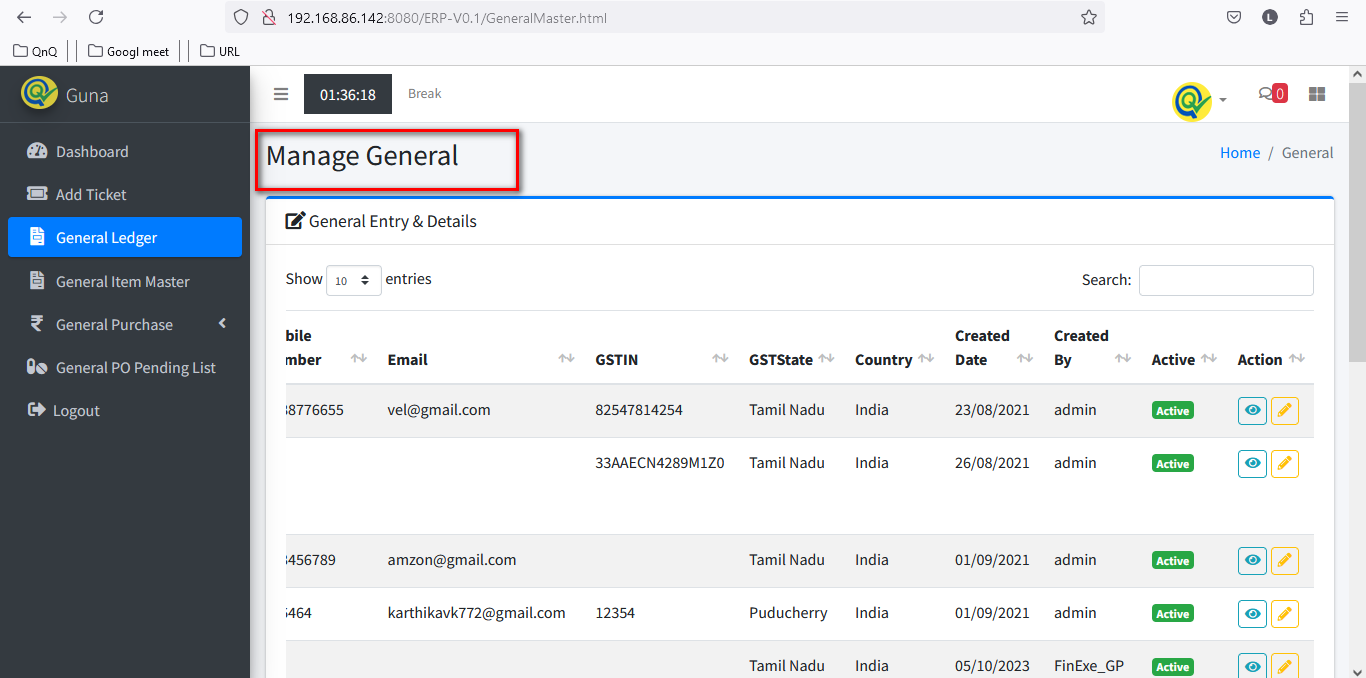 192.168.86.142:8080/ERP-V0.1/GeneralMaster.html
L
QnQ
Googl meet
URL
Guna
01:36:18
Break
0
Dashboard
Add Ticket
General Ledger
General Item Master
General Purchase
General PO Pending List
Logout
Manage General
Home / General
General Entry & Details
Show 10 entries
Search:
bile
mber Email GSTIN GSTState Country Created Date Created By Active Action
38776655 vel@gmail.com 82547814254 Tamil Nadu India 23/08/2021 admin Active
33AAECN4289M1Z0 Tamil Nadu India 26/08/2021 admin Active
3456789 amzon@gmail.com Tamil Nadu India 01/09/2021 admin Active
5464 karthikavk772@gmail.com 12354 Puducherry India 01/09/2021 admin Active
Tamil Nadu India 05/10/2023 FinExe_GP Active